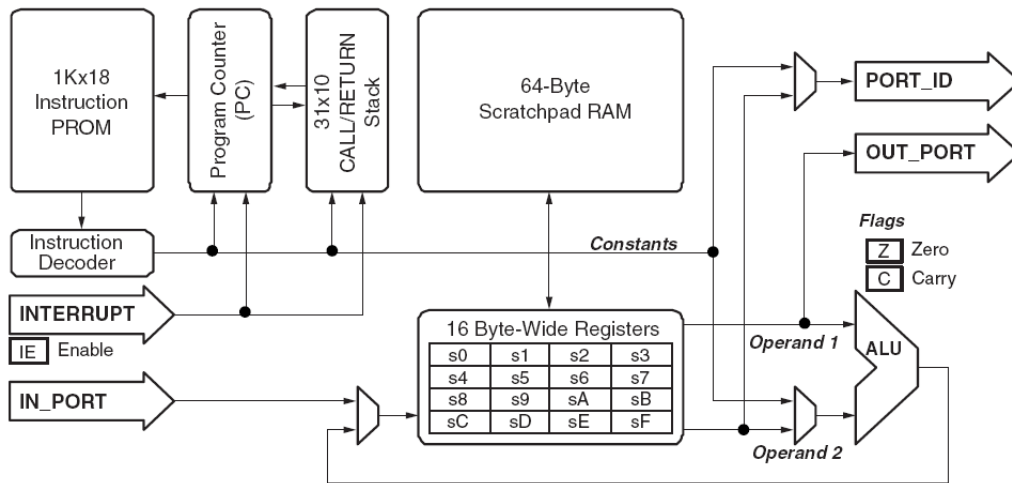 1Kx18
Instruction
PROM
Program Counter
(PC)
31x10
CALL/RETURN
Stack
64-Byte
Scratchpad RAM
PORT_ID
OUT_PORT
Instruction
Decoder
Constants
Flags
Z Zero
C Carry
INTERRUPT
IE Enable
IN_PORT
16 Byte-Wide Registers
s0 s1 s2 s3
s4 s5 s6 s7
s8 s9 sA sB
sC sD sE sF
Operand 1
ALU
Operand 2